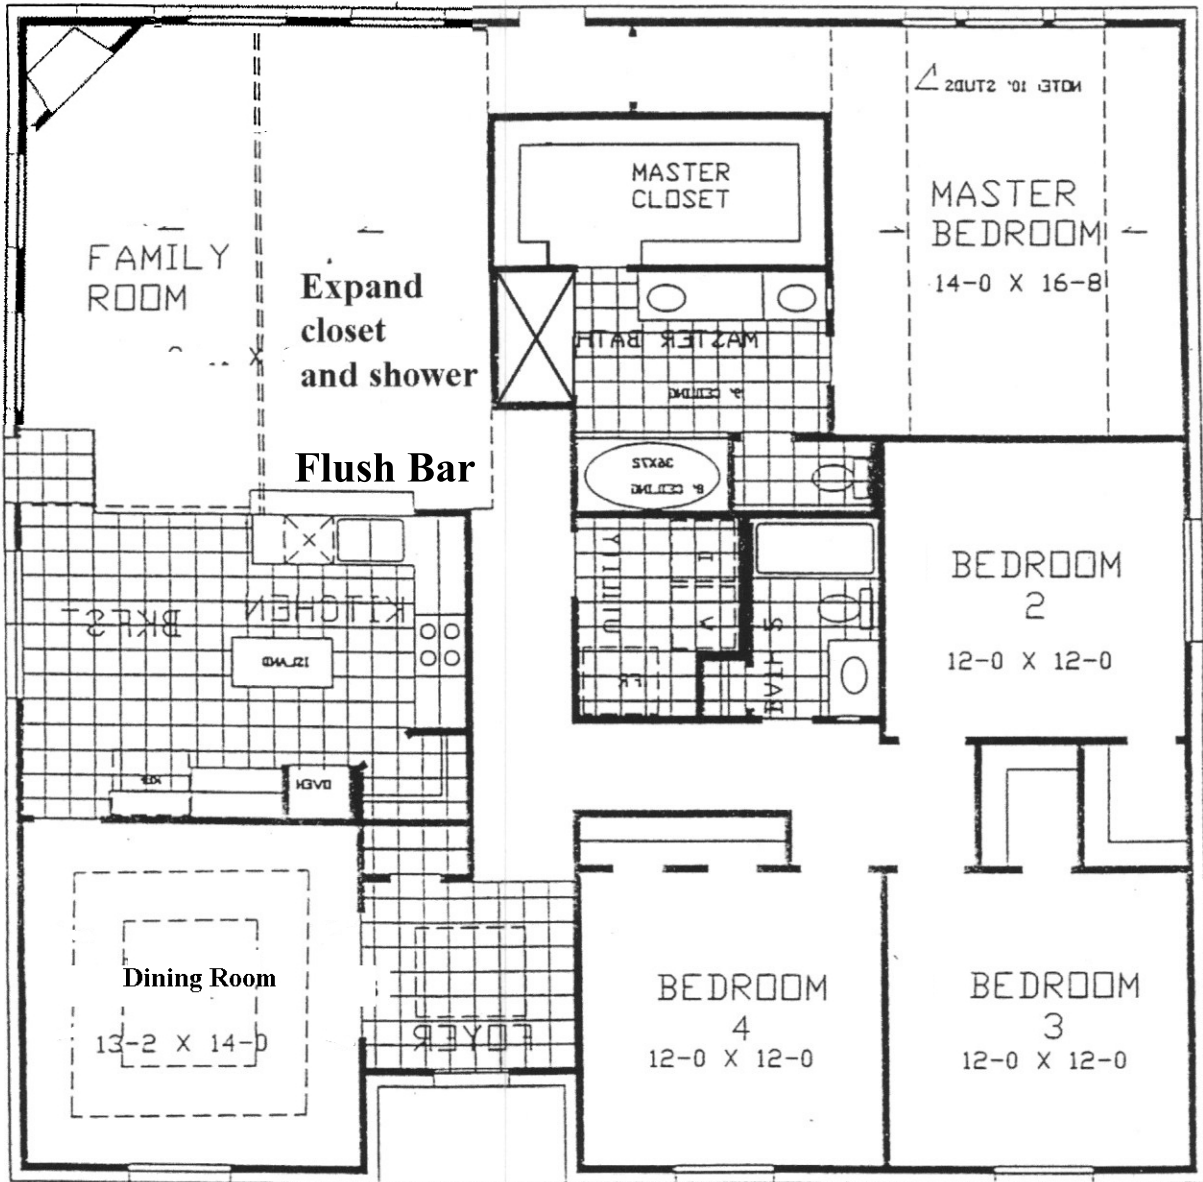 NOTE: 10' STUDS
MASTER
CLOSET
MASTER
BEDROOM
14-0 X 16-8
FAMILY
ROOM
X
Expand
closet
and shower
MASTER BATH
9' CEILING
Flush Bar
36X72
8' CEILING
BEDROOM
2
12-0 X 12-0
UTILITY
D
W
BATH 2
KITCHEN
BKFST
ISLAND
OVEN
Dining Room
13-2 X 14-0
FOYER
BEDROOM
4
12-0 X 12-0
BEDROOM
3
12-0 X 12-0